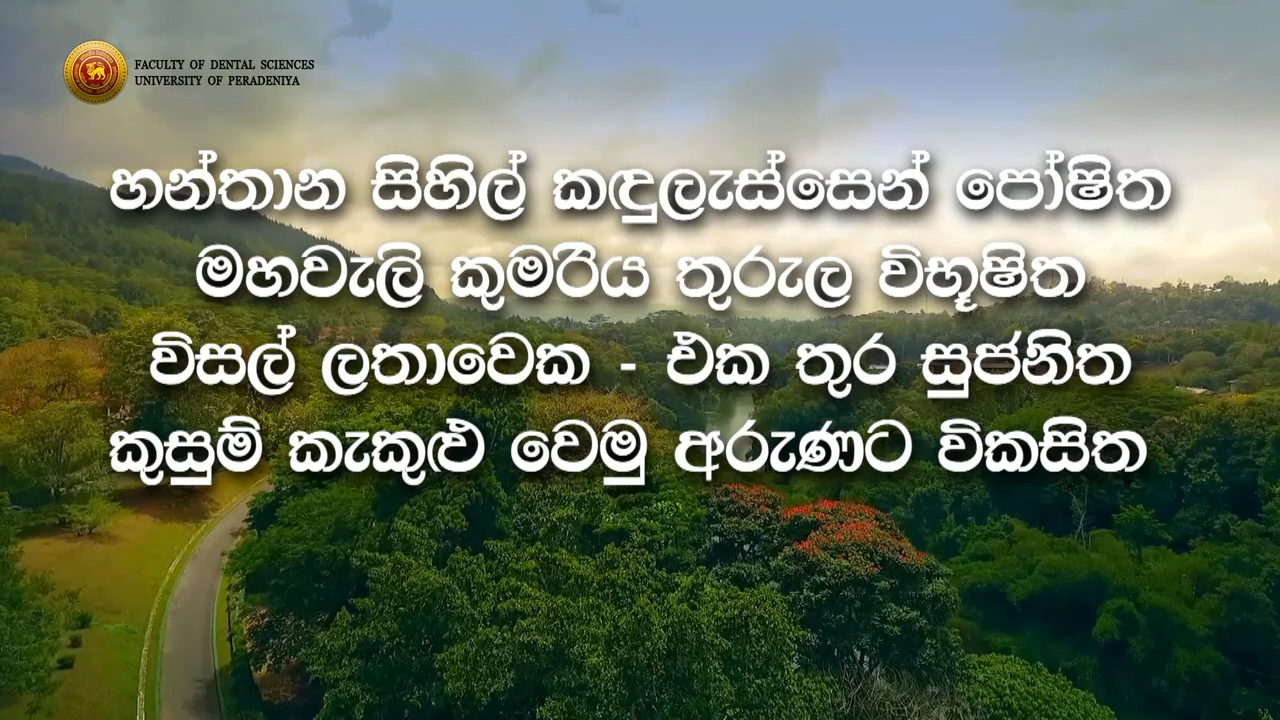 FACULTY OF DENTAL SCIENCES
UNIVERSITY OF PERADENIYA
හන්තාන සිහිල් කඳුලැස්සෙන් පෝෂිත
මහවැලි කුමරිය තුරුල විභූෂිත
විසල් ලතාවෙක - එක තුර සුජනිත
කුසුම් කැකුළු වෙමු අරුණට විකසිත